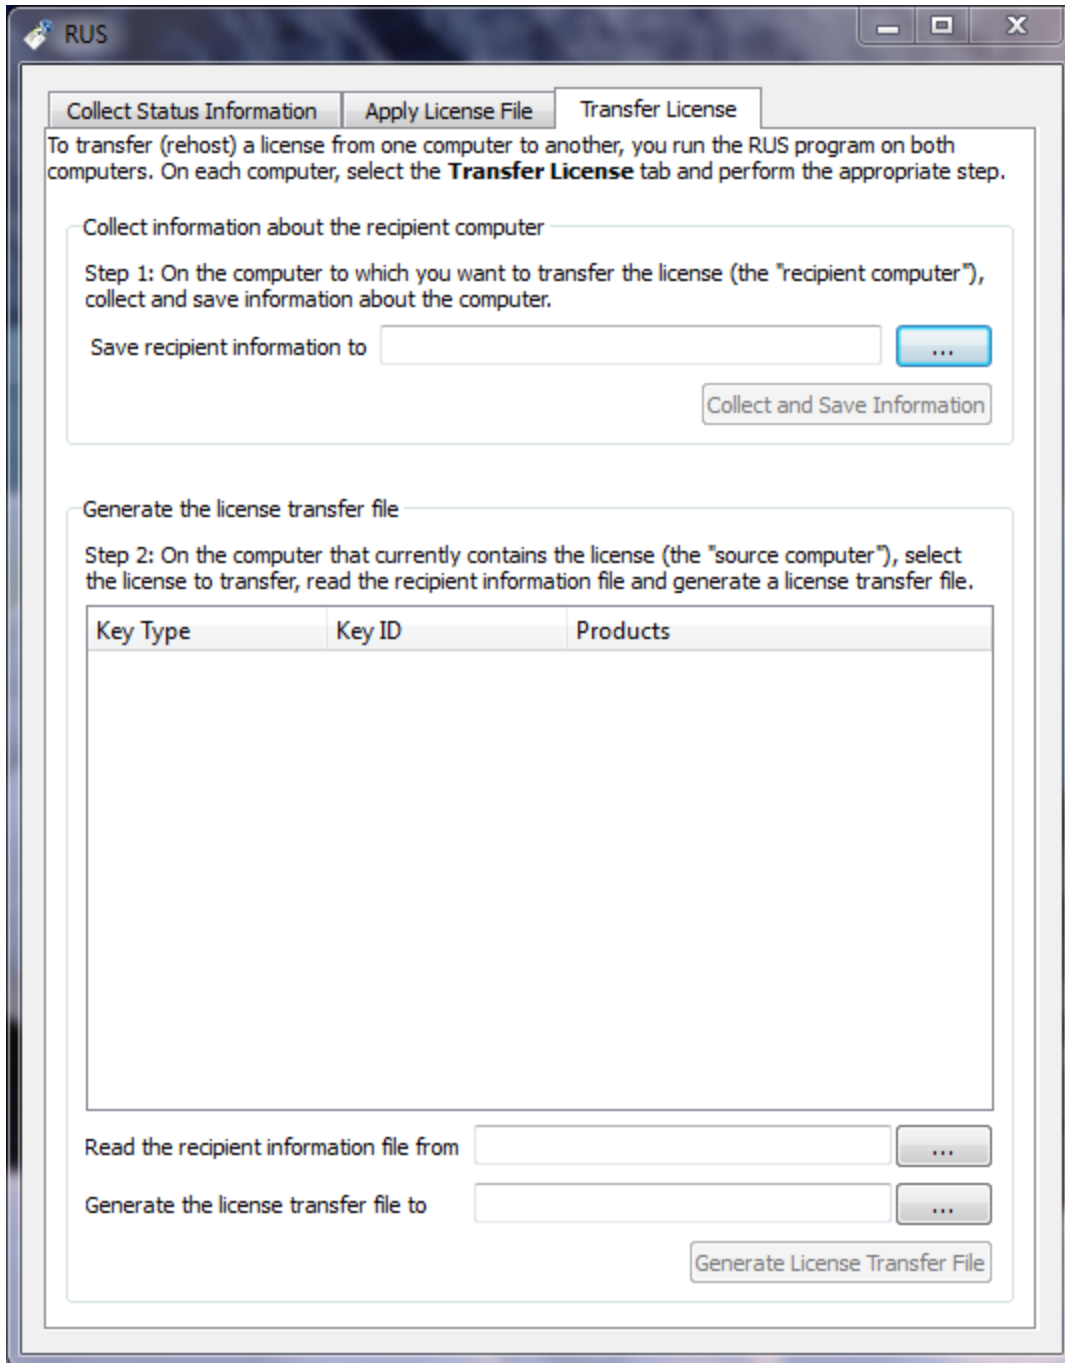 RUS
Collect Status Information
Apply License File
Transfer License
To transfer (rehost) a license from one computer to another, you run the RUS program on both
computers. On each computer, select the Transfer License tab and perform the appropriate step.
Collect information about the recipient computer
Step 1: On the computer to which you want to transfer the license (the "recipient computer"),
collect and save information about the computer.
Save recipient information to
...
Collect and Save Information
Generate the license transfer file
Step 2: On the computer that currently contains the license (the "source computer"), select
the license to transfer, read the recipient information file and generate a license transfer file.
Key Type
Key ID
Products
Read the recipient information file from
...
Generate the license transfer file to
...
Generate License Transfer File